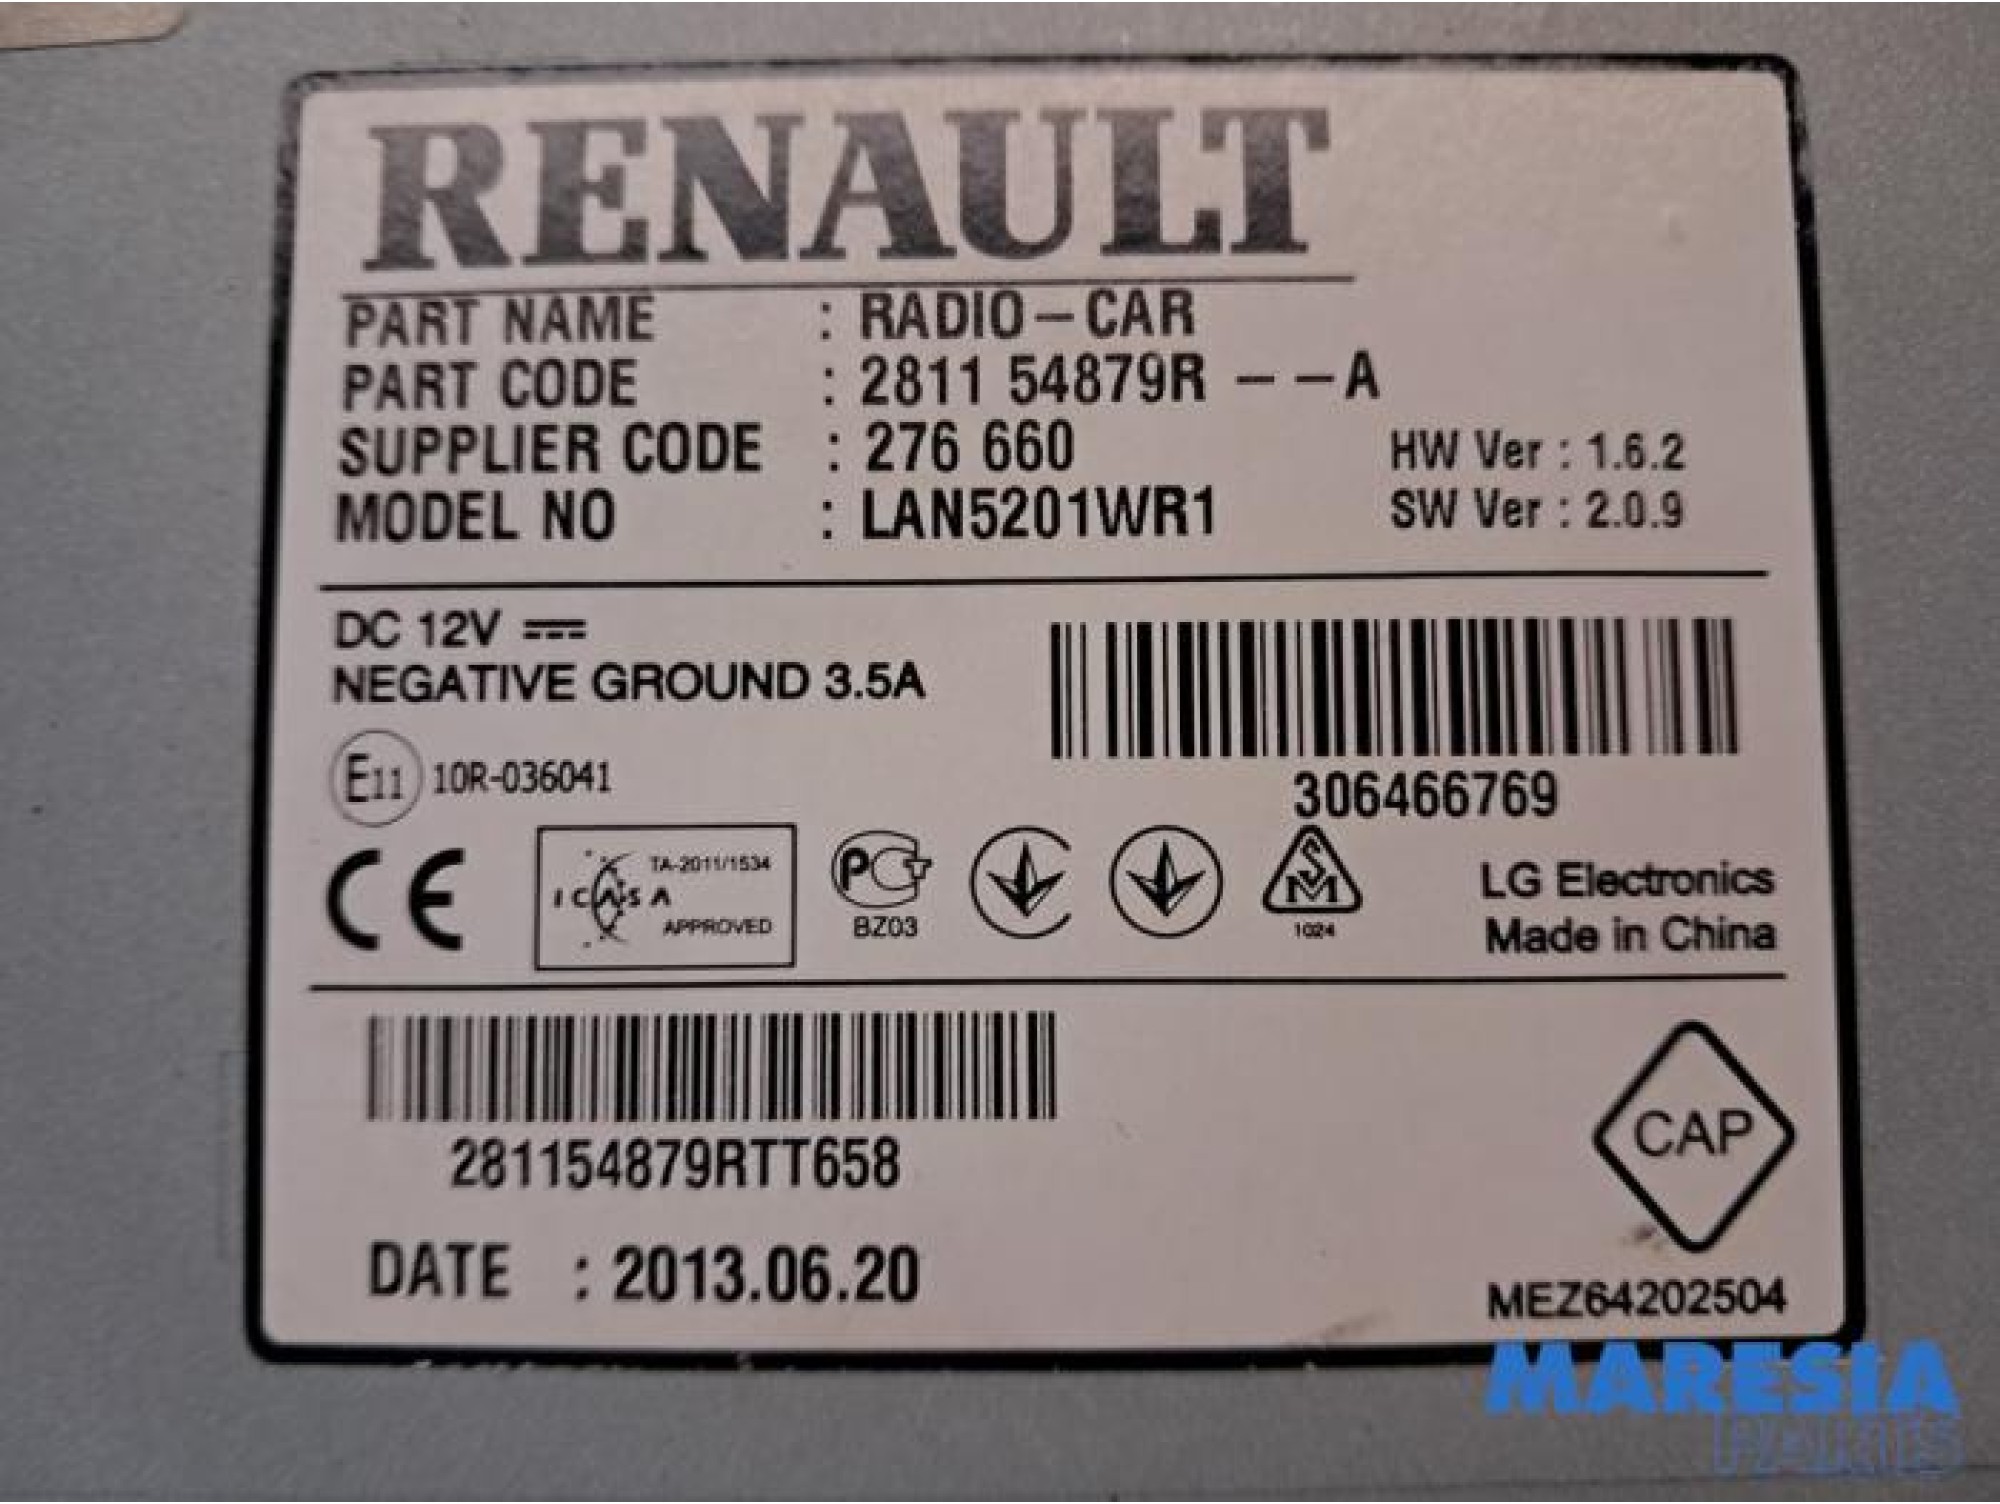 RENAULT
PART NAME : RADIO-CAR
PART CODE : 2811 54879R - -A
SUPPLIER CODE : 276 660
HW Ver : 1.6.2
MODEL NO : LAN5201WR1
SW Ver : 2.0.9
DC 12V
NEGATIVE GROUND 3.5A
306466769
E11 10R-036041
CE
TA-2011/1534
ICASA
APPROVED
PCT
BZ03
SM
1024
LG Electronics
Made in China
281154879RTT658
CAP
DATE : 2013.06.20
MEZ64202504
MARESIA
PARTS